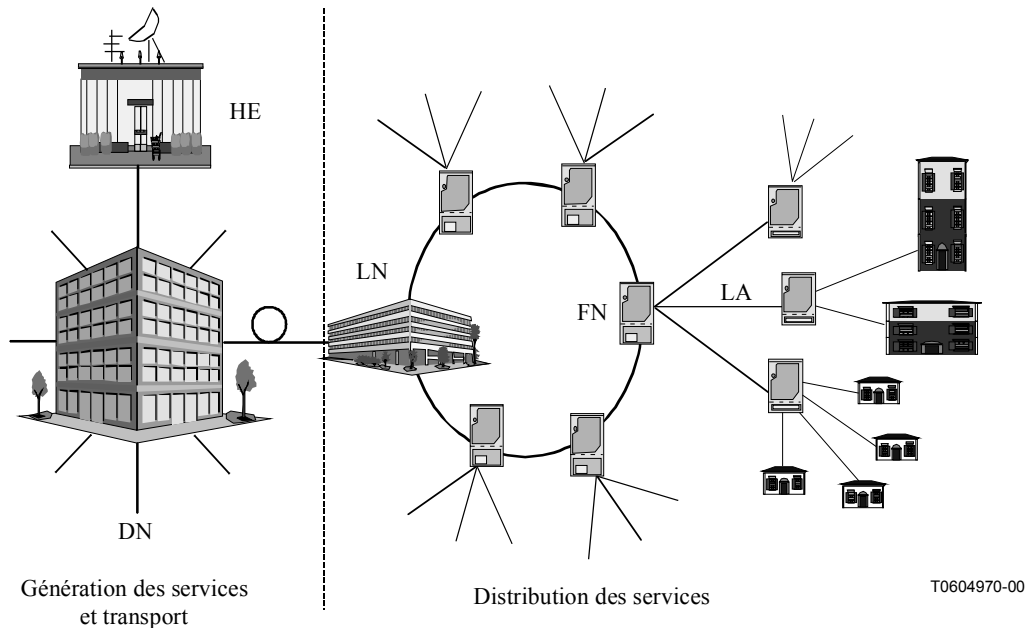 HE
LN
FN
LA
DN
Génération des services
et transport
Distribution des services
T0604970-00